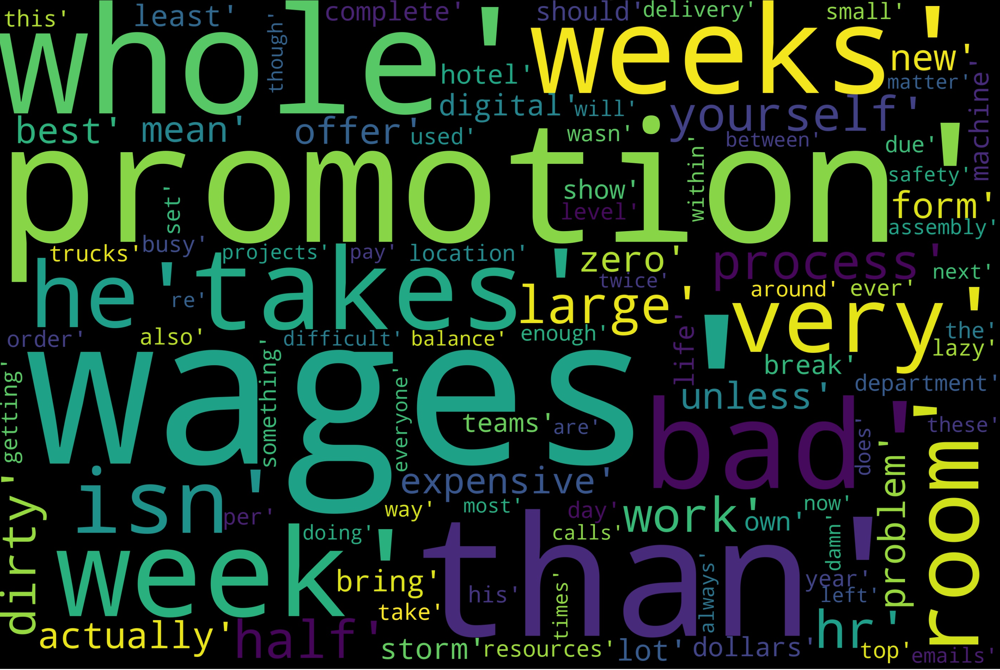 this'
least'
though'
complete'
should'
delivery'
small'
whole'
weeks'
new'
matter'
machine'
hotel'
digital'
will'
yourself'
best'
mean'
offer'
used'
wasn'
between'
within'
due'
promotion'
safety'
set'
show'
level'
form'
assembly'
trucks'
busy'
projects'
pay'
location'
zero'
process'
next'
he'
re'
takes'
twice'
large'
around'
ever'
very'
order'
also'
difficult'
balance'
enough'
life'
the'
lazy'
break'
getting'
wages'
something'
everyone'
teams'
are'
unless'
department'
bad'
does'
these'
problem'
room'
dirty'
isn'
per'
expensive'
way'
most'
day'
work'
own'
now'
damn'
doing'
calls'
week'
than'
bring'
his'
times'
always'
year'
left'
take'
actually'
half'
storm'
resources'
lot'
dollars'
hr'
top'
emails'